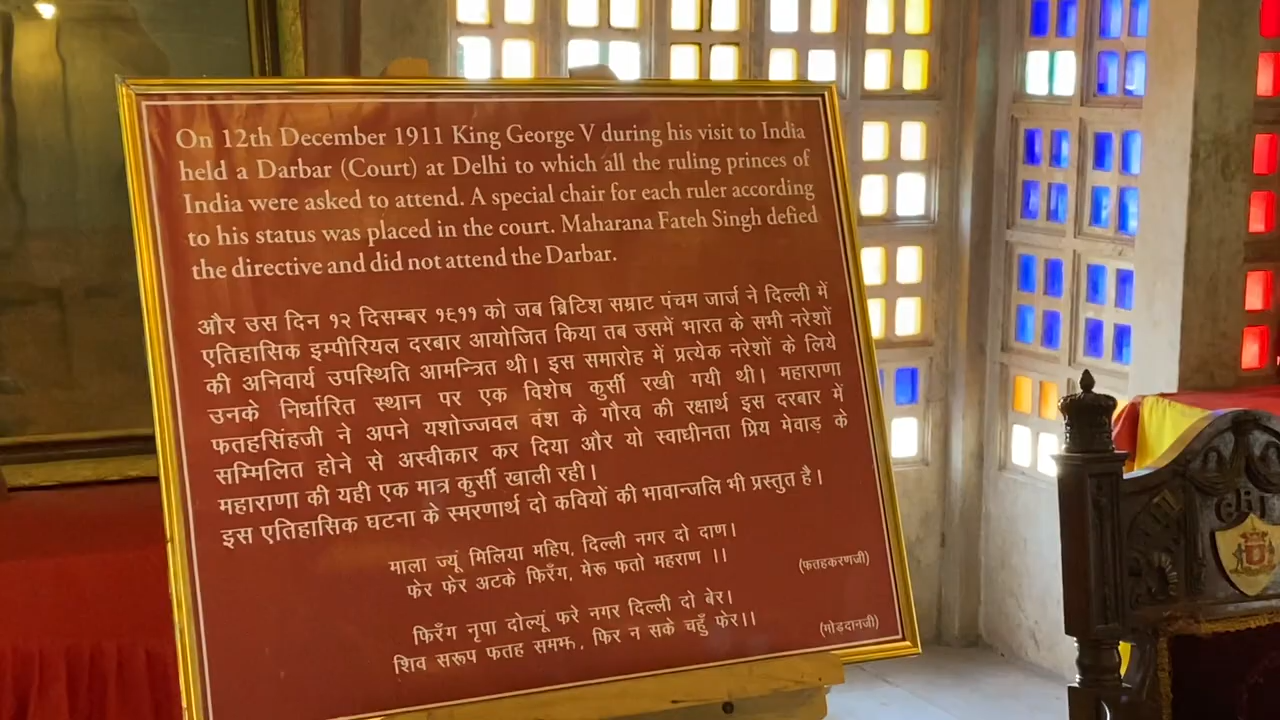 On 12th December 1911 King George V during his visit to India
held a Darbar (Court) at Delhi to which all the ruling princes of
India were asked to attend. A special chair for each ruler according
to his status was placed in the court. Maharana Fateh Singh defied
the directive and did not attend the Darbar.
और उस दिन १२ दिसम्बर १९११ को जब ब्रिटिश सम्राट पंचम जार्ज ने दिल्ली में
एतिहासिक इम्पीरियल दरबार आयोजित किया तब उसमें भारत के सभी नरेशों
की अनिवार्य उपस्थिति आमन्त्रित थी। इस समारोह में प्रत्येक नरेशों के लिये
उनके निर्धारित स्थान पर एक विशेष कुर्सी रखी गयी थी। महाराणा
फतहसिंहजी ने अपने यशोज्जवल वंश के गौरव की रक्षार्थ इस दरबार में
सम्मिलित होने से अस्वीकार कर दिया और यो स्वाधीनता प्रिय मेवाड़ के
महाराणा की यही एक मात्र कुर्सी खाली रही।
इस एतिहासिक घटना के स्मरणार्थ दो कवियों की भावान्जलि भी प्रस्तुत है।
माला ज्यूं मिलिया महिप, दिल्ली नगर दो दाण।
फेर फेर अटके फिरँग, मेरू फतो महराण ।।
(फतहकरणजी)
फिरँग नृपा दोल्यूं फरे नगर दिल्ली दो बेर।
शिव सरूप फतह समझ, फिर न सके चहुँ फेर।।
(मोड़दानजी)